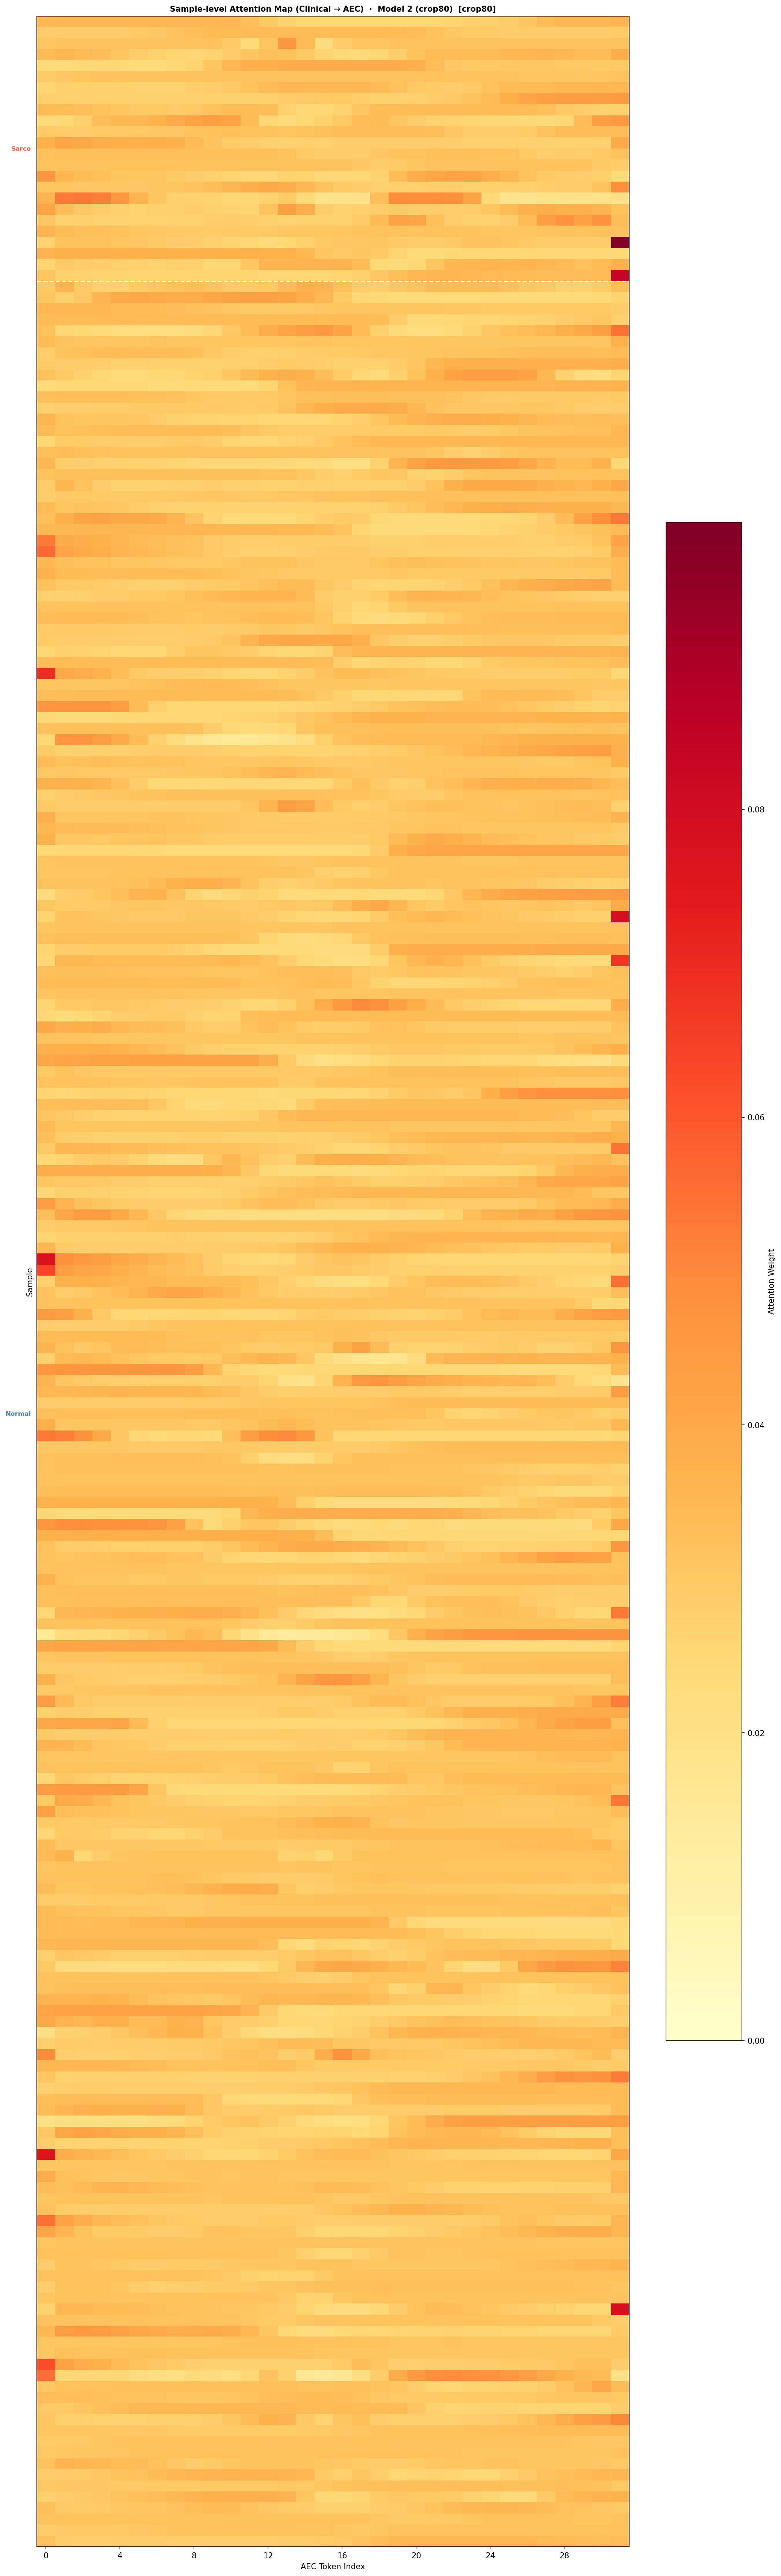 Sample-level Attention Map (Clinical → AEC)  ·  Model 2 (crop80)  [crop80]
Sarco
0.08
0.06
Attention Weight
Sample
0.04
Normal
0.02
0.00
0 4 8 12 16 20 24 28
AEC Token Index